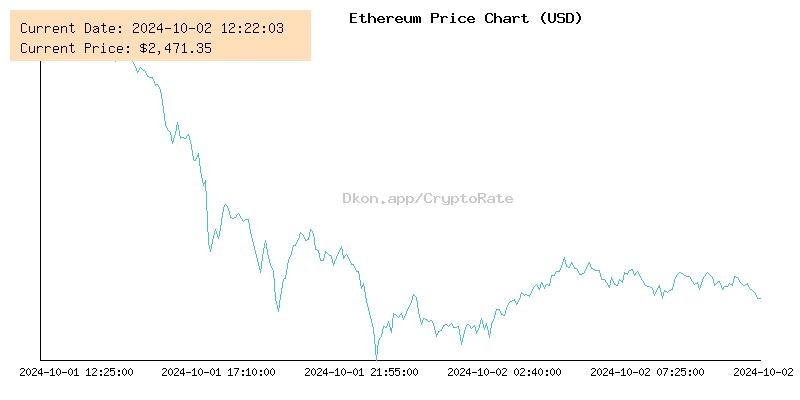 Ethereum Price Chart (USD)
Current Date: 2024-10-02 12:22:03
Current Price: $2,471.35
Dkon.app/CryptoRate
2024-10-01 12:25:00 2024-10-01 17:10:00 2024-10-01 21:55:00 2024-10-02 02:40:00 2024-10-02 07:25:00 2024-10-02